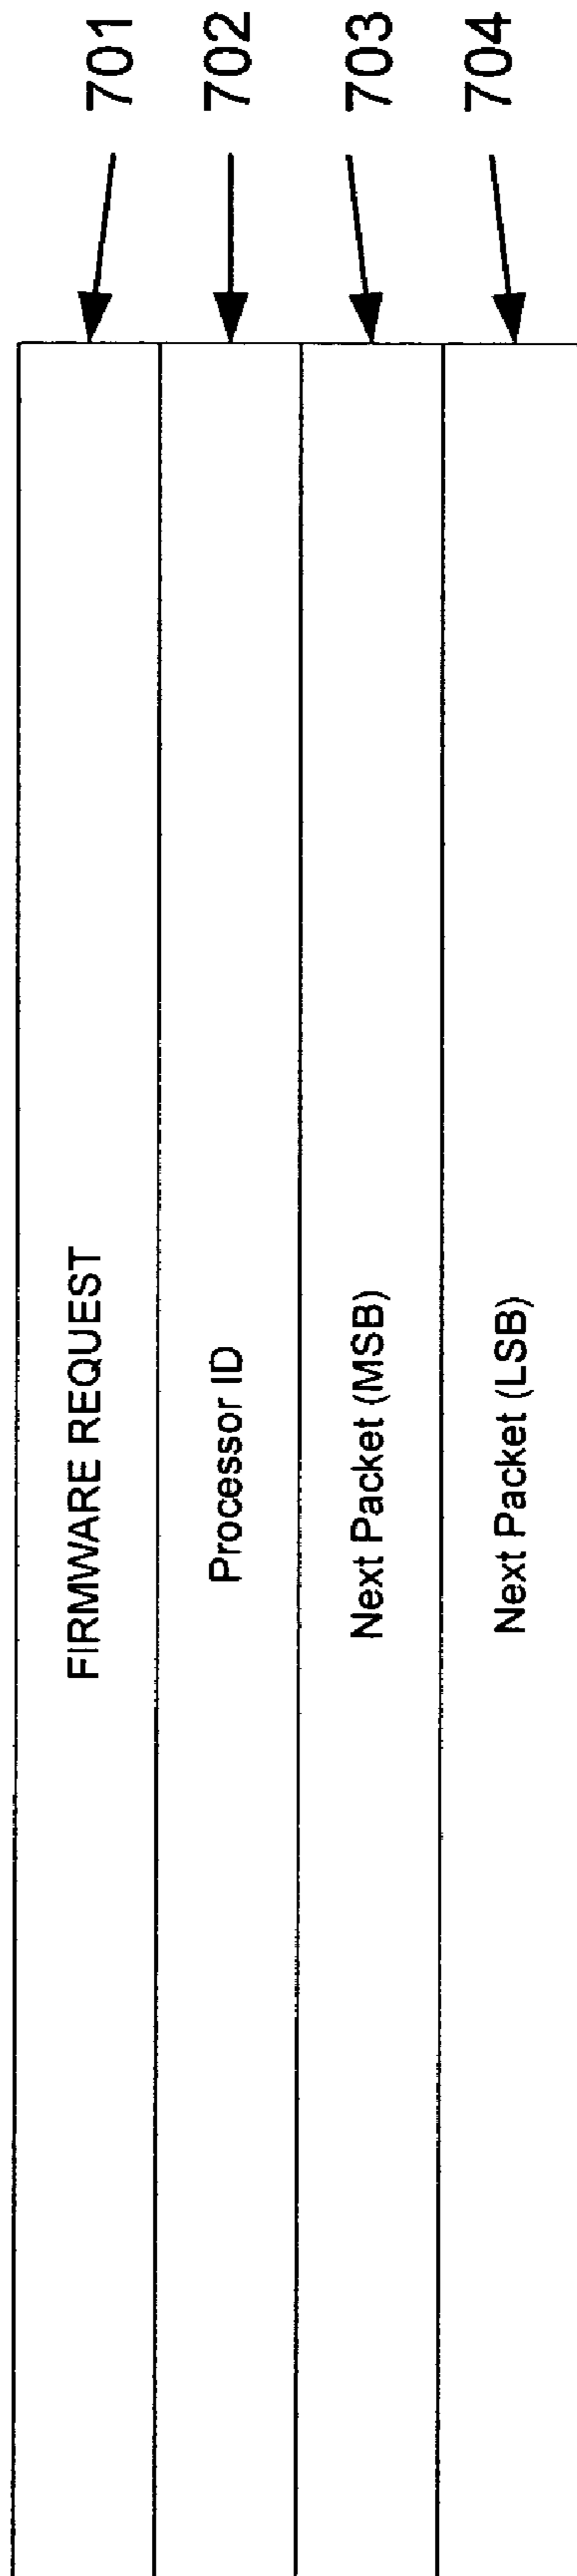 FIRMWARE REQUEST 701
Processor ID 702
Next Packet (MSB) 703
Next Packet (LSB) 704